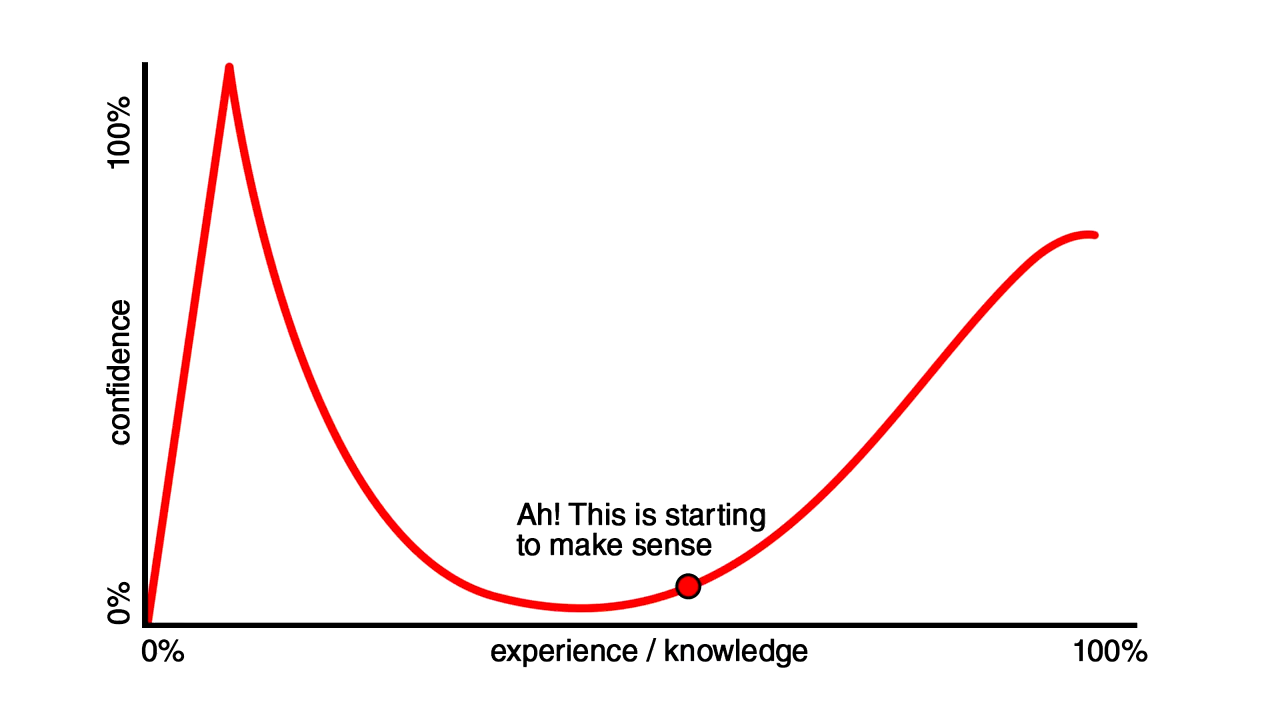 100%
confidence
0%
Ah! This is starting
to make sense
0%
experience / knowledge
100%